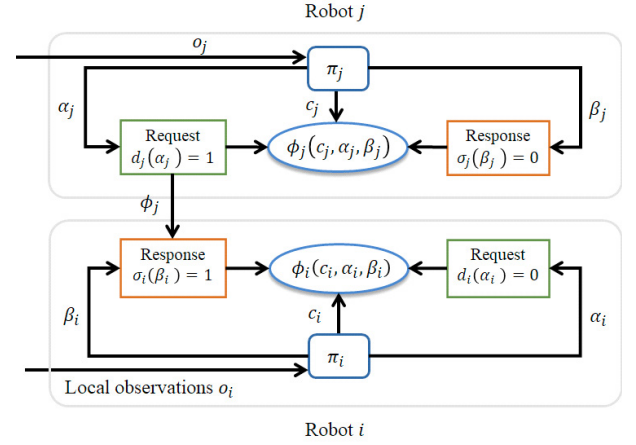 Robot j
o_j
π_j
α_j
c_j
β_j
Request
d_j(α_j) = 1
ϕ_j(c_j, α_j, β_j)
Response
σ_j(β_j) = 0
ϕ_j
Response
σ_i(β_i) = 1
ϕ_i(c_i, α_i, β_i)
Request
d_i(α_i) = 0
β_i
c_i
α_i
π_i
Local observations o_i
Robot i